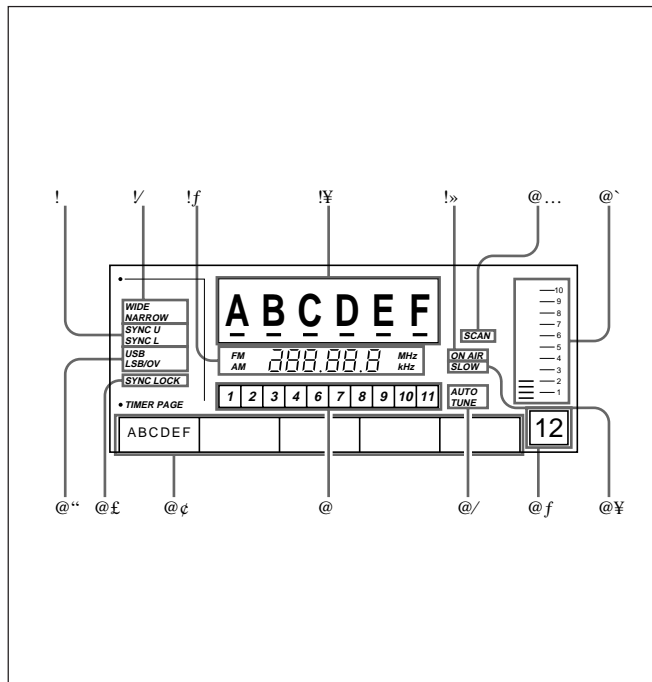 ! !⁄ !ƒ !¥ !» @… @`
WIDE
NARROW
SYNC U
SYNC L
USB
LSB/OV
SYNC LOCK
• TIMER PAGE
A B C D E F
FM 288.88.8 MHz
AM kHz
1 2 3 4 6 7 8 9 10 11
SCAN
ON AIR
SLOW
AUTO
TUNE
10
9
8
7
6
5
4
3
2
1
ABCDEF
12
@“ @£ @¢ @ @⁄ @ƒ @¥